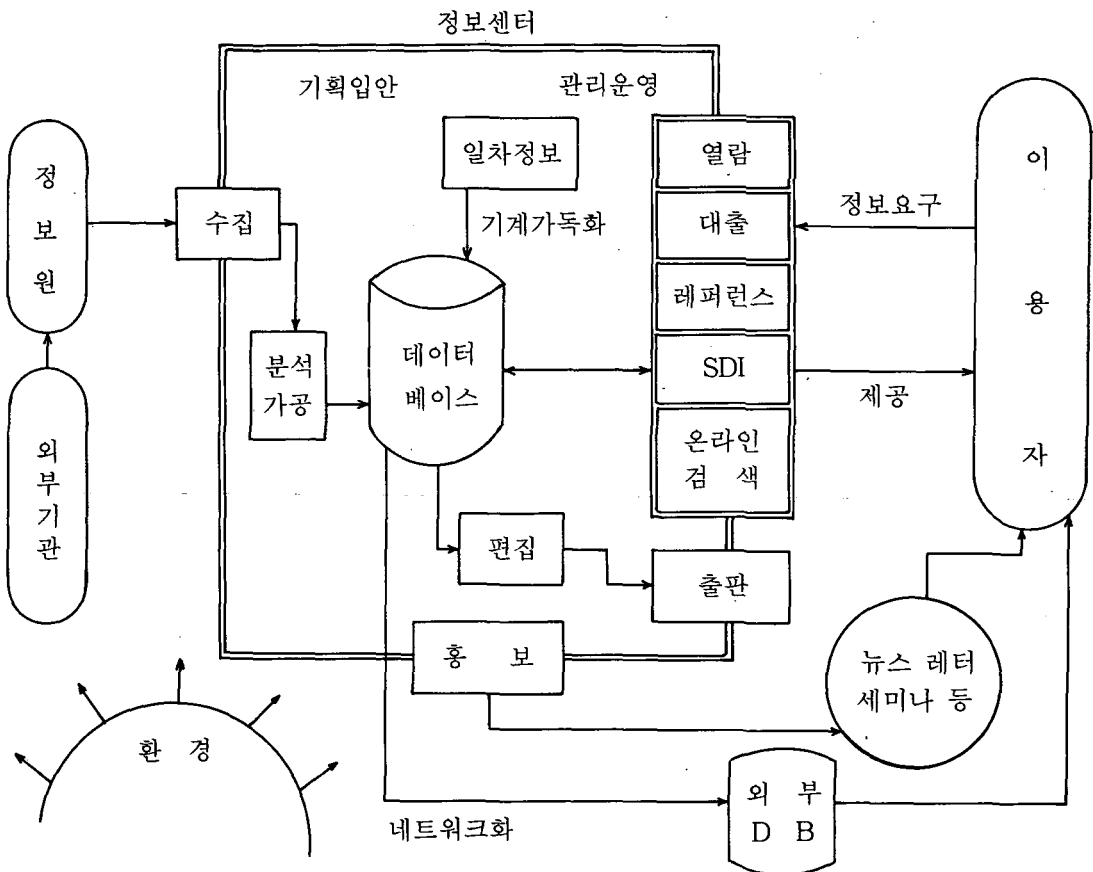 정보센터
기획입안
관리운영
정
보
원
외
부
기
관
수집
일차정보
기계가독화
분석
가공
데이터
베이스
열람
대출
레퍼런스
SDI
온라인
검 색
정보요구
제공
이
용
자
편집
출판
홍 보
뉴스 레터
세미나 등
환 경
네트워크화
외 부
D B